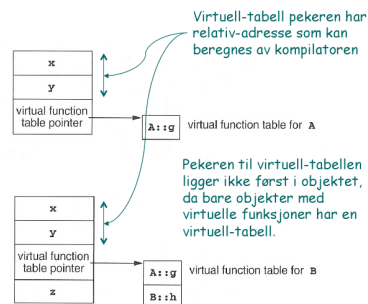 Virtuell-tabell pekeren har
relativ-adresse som kan
beregnes av kompilatoren
x
y
virtual function
table pointer
A::g
virtual function table for A
Pekeren til virtuell-tabellen
ligger ikke først i objektet,
da bare objekter med
virtuelle funksjoner har en
virtuell-tabell.
x
y
virtual function
table pointer
z
A::g
B::h
virtual function table for B